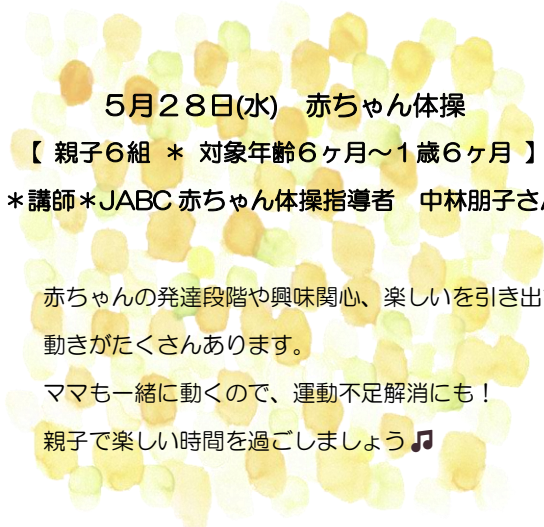 ５月２８日(水)　赤ちゃん体操
【 親子６組 ＊ 対象年齢６ヶ月～１歳６ヶ月 】
＊講師＊JABC 赤ちゃん体操指導者　中林朋子さ
赤ちゃんの発達段階や興味関心、楽しいを引き出
動きがたくさんあります。
ママも一緒に動くので、運動不足解消にも！
親子で楽しい時間を過ごしましょう🎵